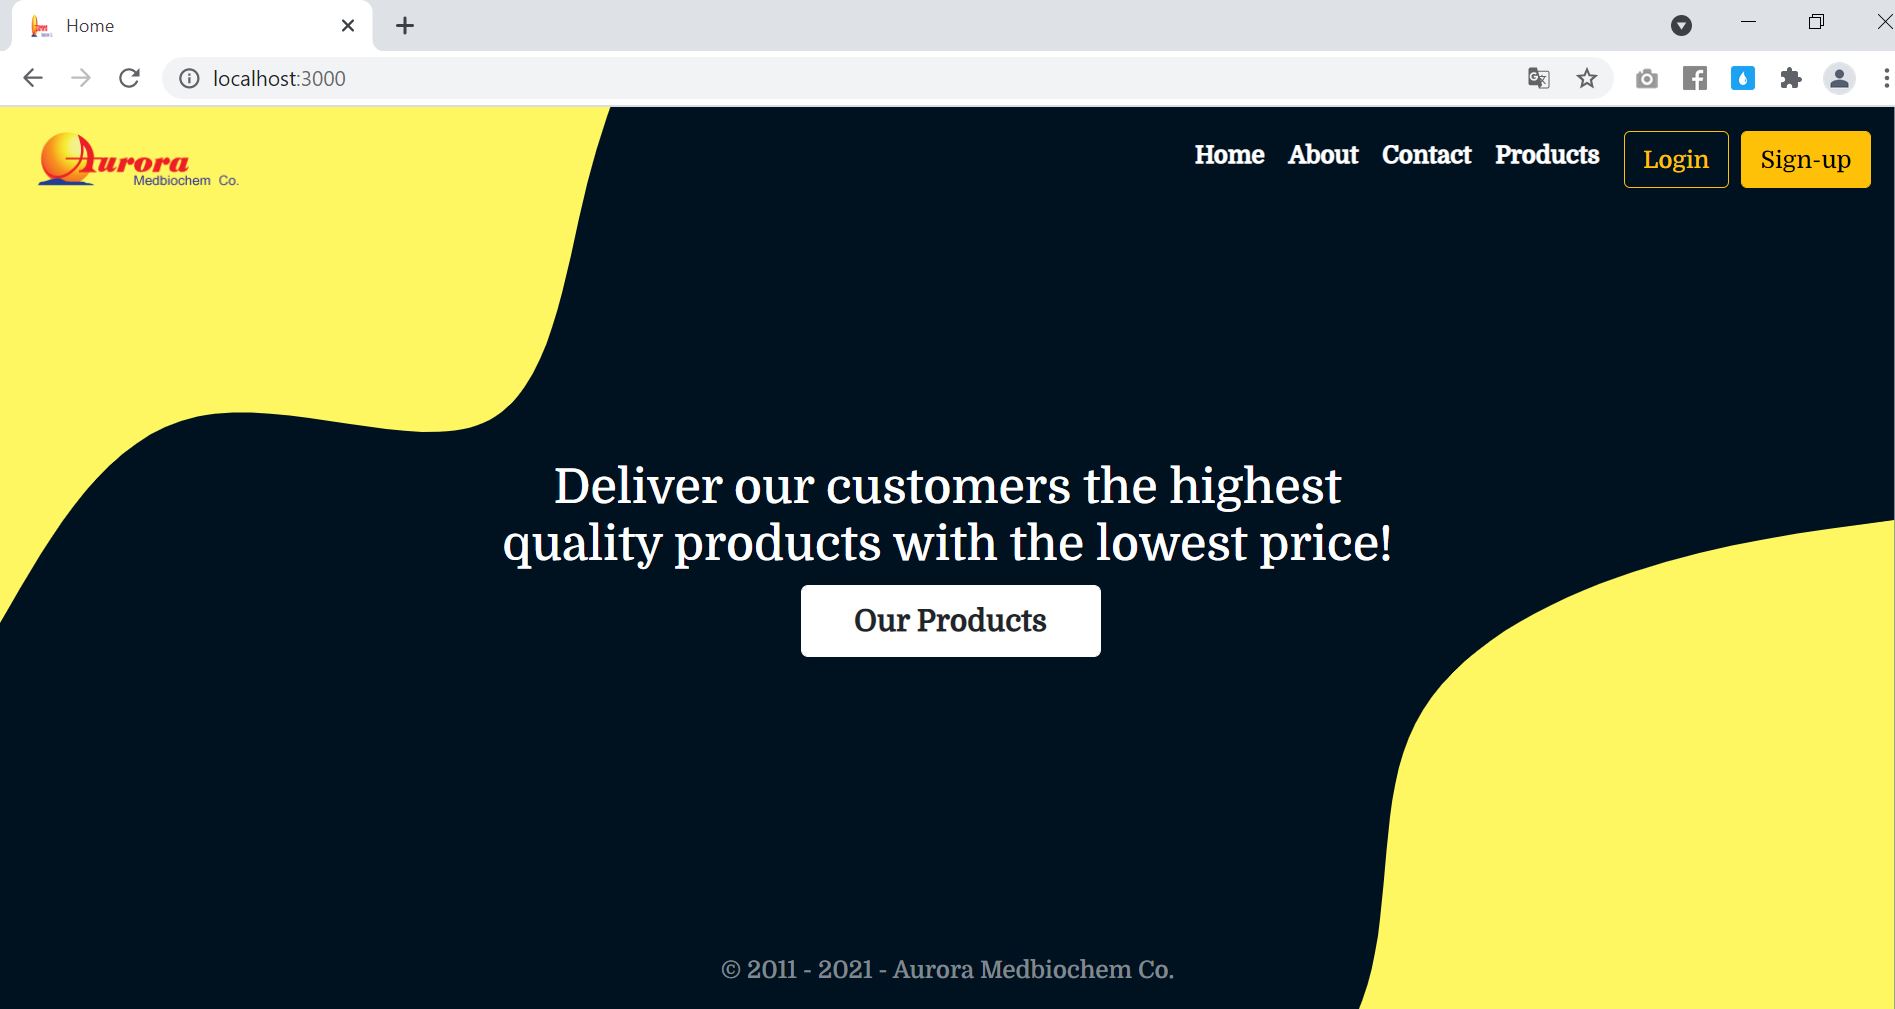 Home
localhost:3000
Aurora
Medbiochem Co.
Home About Contact Products Login Sign-up
Deliver our customers the highest
quality products with the lowest price!
Our Products
© 2011 - 2021 - Aurora Medbiochem Co.